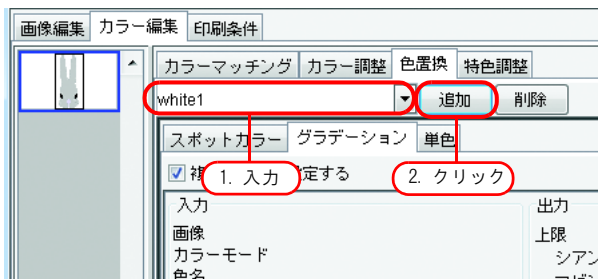 画像編集 カラー編集 印刷条件
カラーマッチング カラー調整 色置換 特色調整
white1 追加 削除
スポットカラー グラデーション 単色
定する
1. 入力 2. クリック
入力 出力
画像 上限
カラーモード シアン
色名